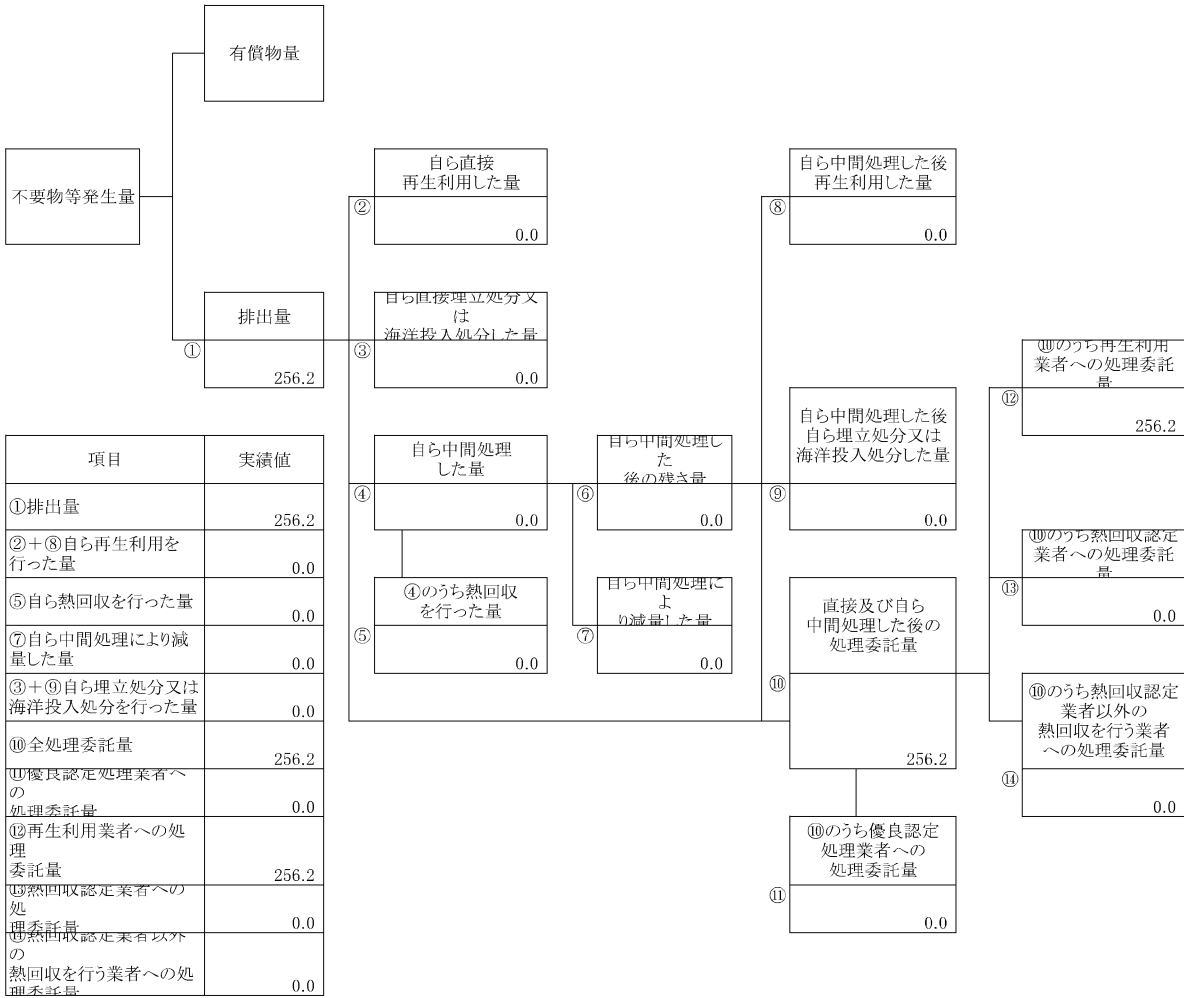 有償物量
不要物等発生量
自ら直接
再生利用した量
②
0.0
自ら中間処理した後
再生利用した量
⑧
0.0
排出量
①
256.2
自ら直接埋立処分又
は
海洋投入処分した量
③
0.0
⑩のうち再生利用
業者への処理委託
量
⑫
256.2
自ら中間処理
した量
④
0.0
自ら中間処理し
た
後の残さ量
⑥
0.0
自ら中間処理した後
自ら埋立処分又は
海洋投入処分した量
⑨
0.0
⑩のうち熱回収認定
業者への処理委託
量
⑬
0.0
④のうち熱回収
を行った量
⑤
0.0
自ら中間処理によ
り減量した量
⑦
0.0
直接及び自ら
中間処理した後の
処理委託量
⑩
256.2
⑩のうち熱回収認定
業者以外の
熱回収を行う業者
への処理委託量
⑭
0.0
⑩のうち優良認定
処理業者への
処理委託量
⑪
0.0
項目 実績値
①排出量 256.2
②+⑧自ら再生利用を
行った量 0.0
⑤自ら熱回収を行った量 0.0
⑦自ら中間処理により減
量した量 0.0
③+⑨自ら埋立処分又は
海洋投入処分を行った量 0.0
⑩全処理委託量 256.2
⑪優良認定処理業者へ
の
処理委託量 0.0
⑫再生利用業者への処
理
委託量 256.2
⑬熱回収認定業者への
処
理委託量 0.0
⑭熱回収認定業者以外
の
熱回収を行う業者への処
理委託量 0.0